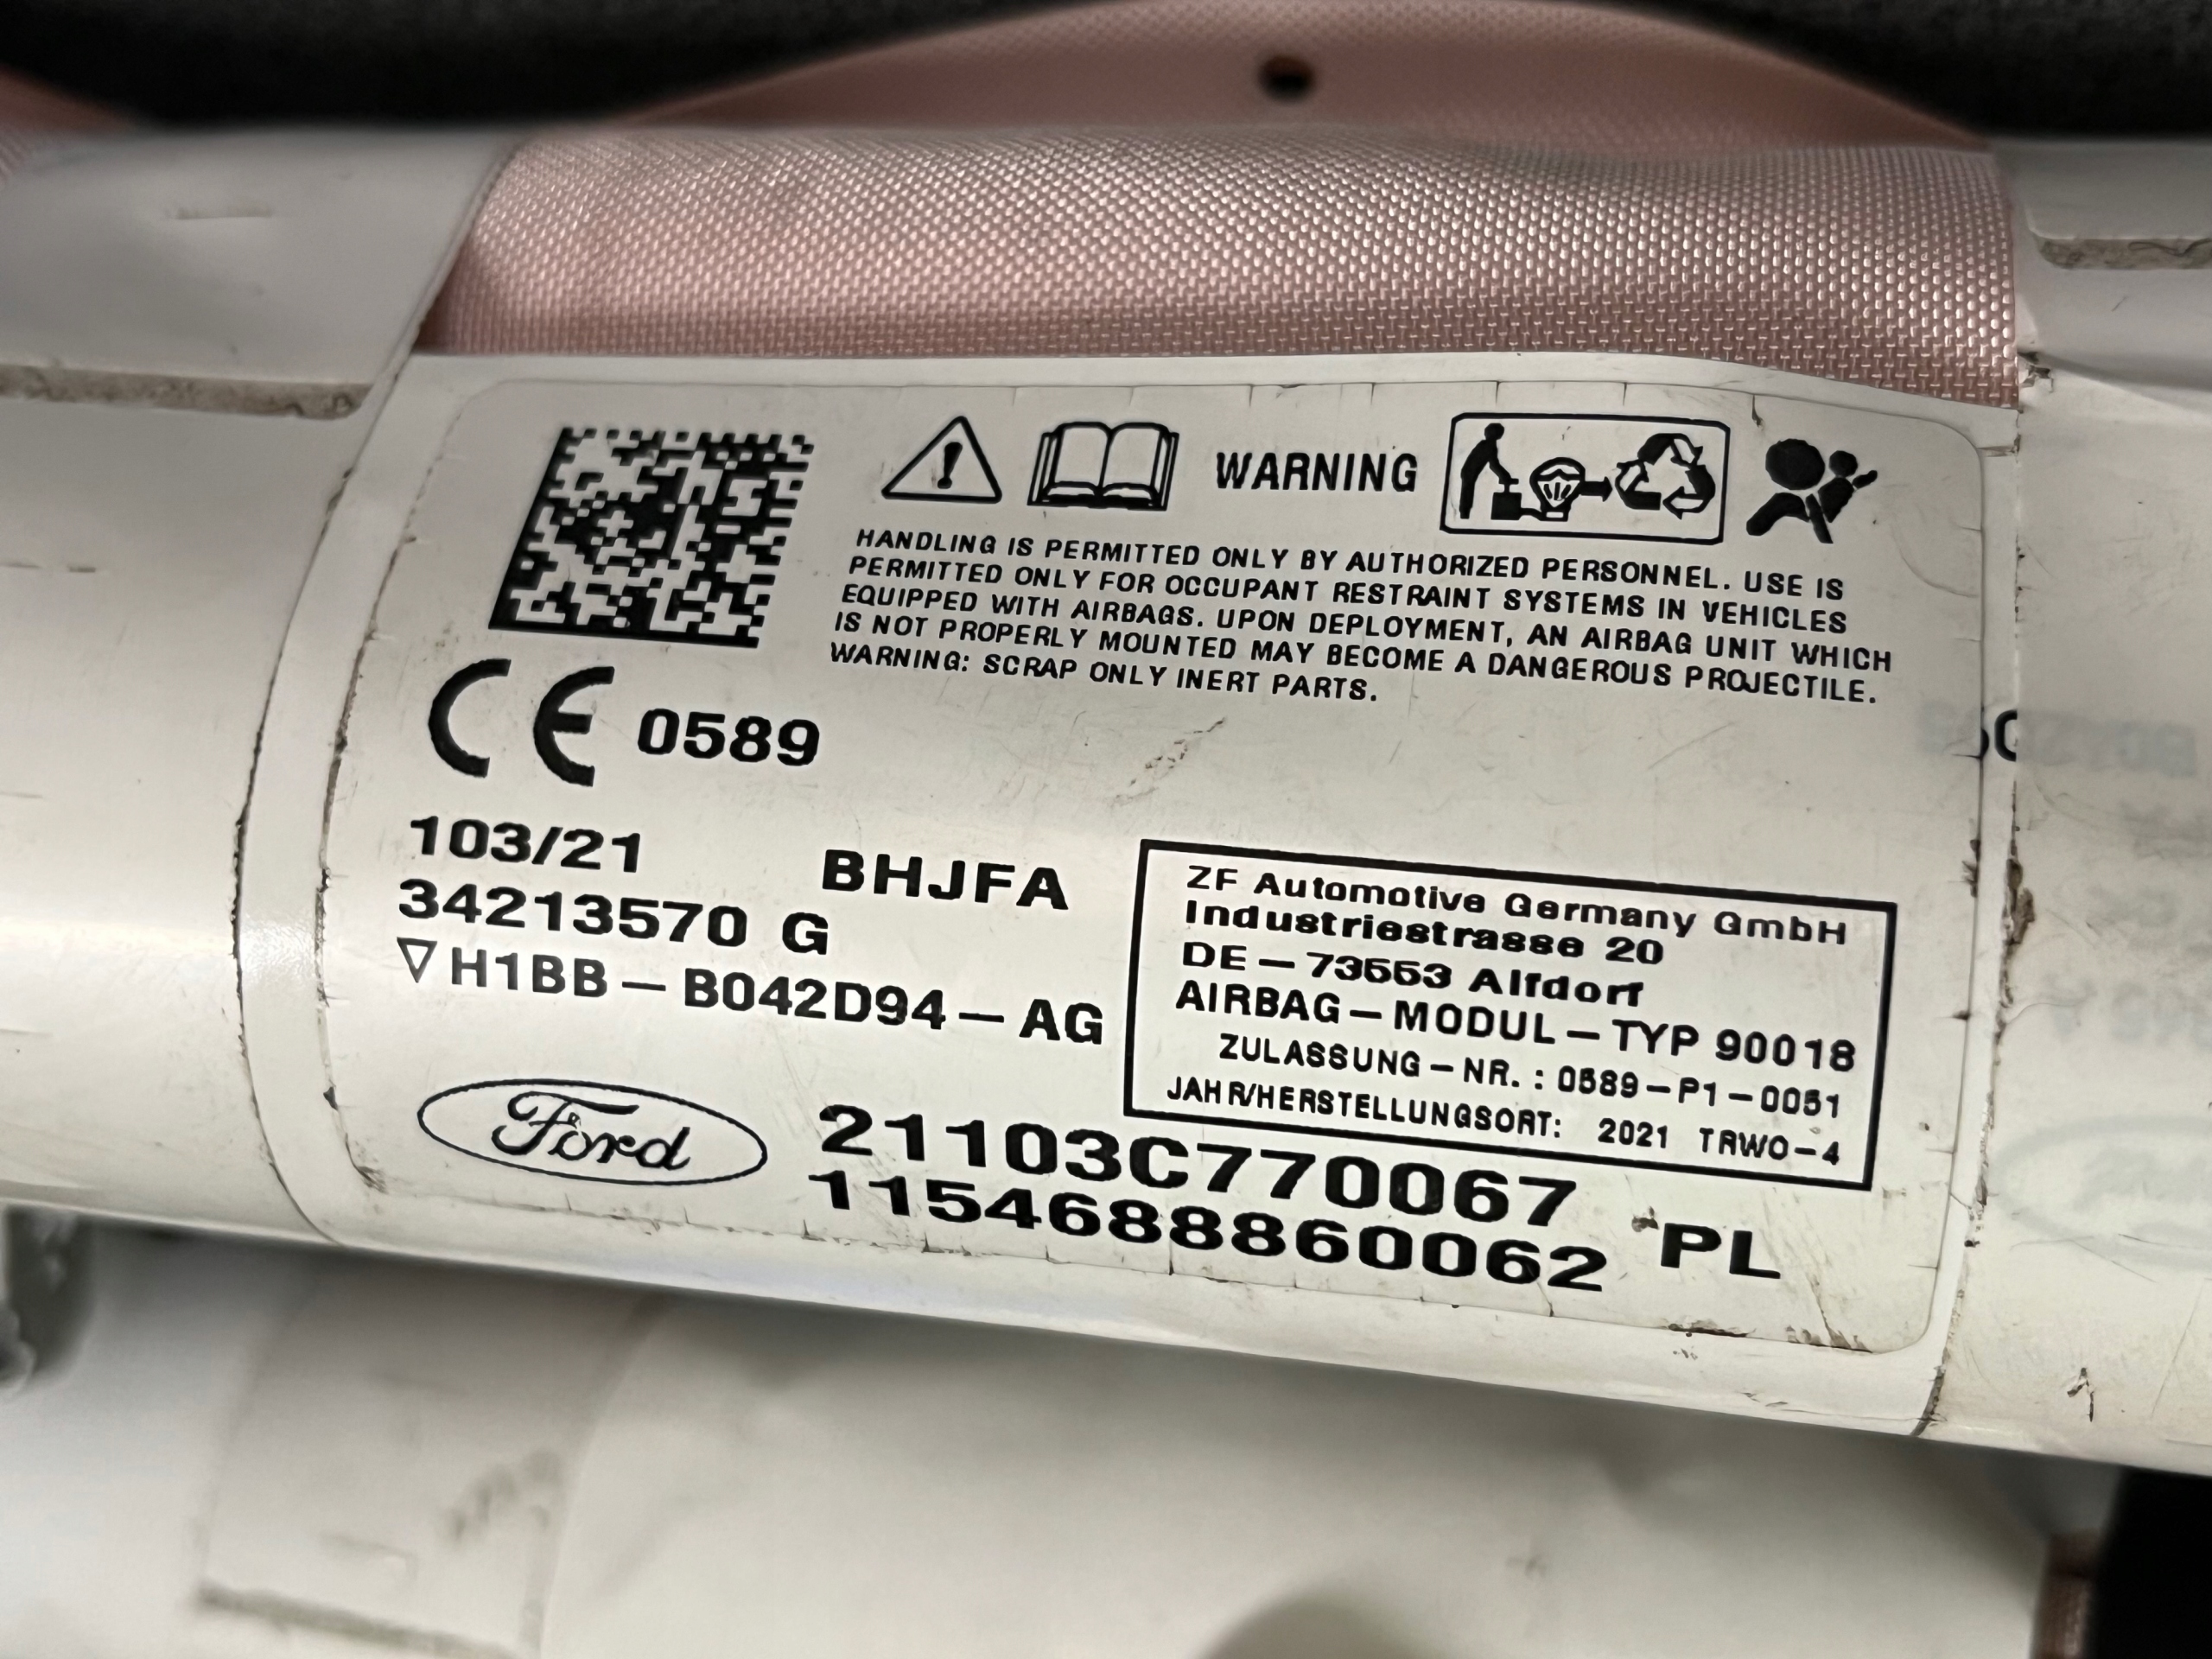 WARNING
HANDLING IS PERMITTED ONLY BY AUTHORIZED PERSONNEL. USE IS
PERMITTED ONLY FOR OCCUPANT RESTRAINT SYSTEMS IN VEHICLES
EQUIPPED WITH AIRBAGS. UPON DEPLOYMENT, AN AIRBAG UNIT WHICH
IS NOT PROPERLY MOUNTED MAY BECOME A DANGEROUS PROJECTILE.
WARNING: SCRAP ONLY INERT PARTS.
CE 0589
103/21 BHJFA
34213570 G
▽H1BB-B042D94-AG
ZF Automotive Germany GmbH
Industriestrasse 20
DE-73553 Alfdorf
AIRBAG-MODUL-TYP 90018
ZULASSUNG-NR.: 0589-P1-0051
JAHR/HERSTELLUNGSORT: 2021 TRWO-4
Ford
21103C770067
1154688860062 PL